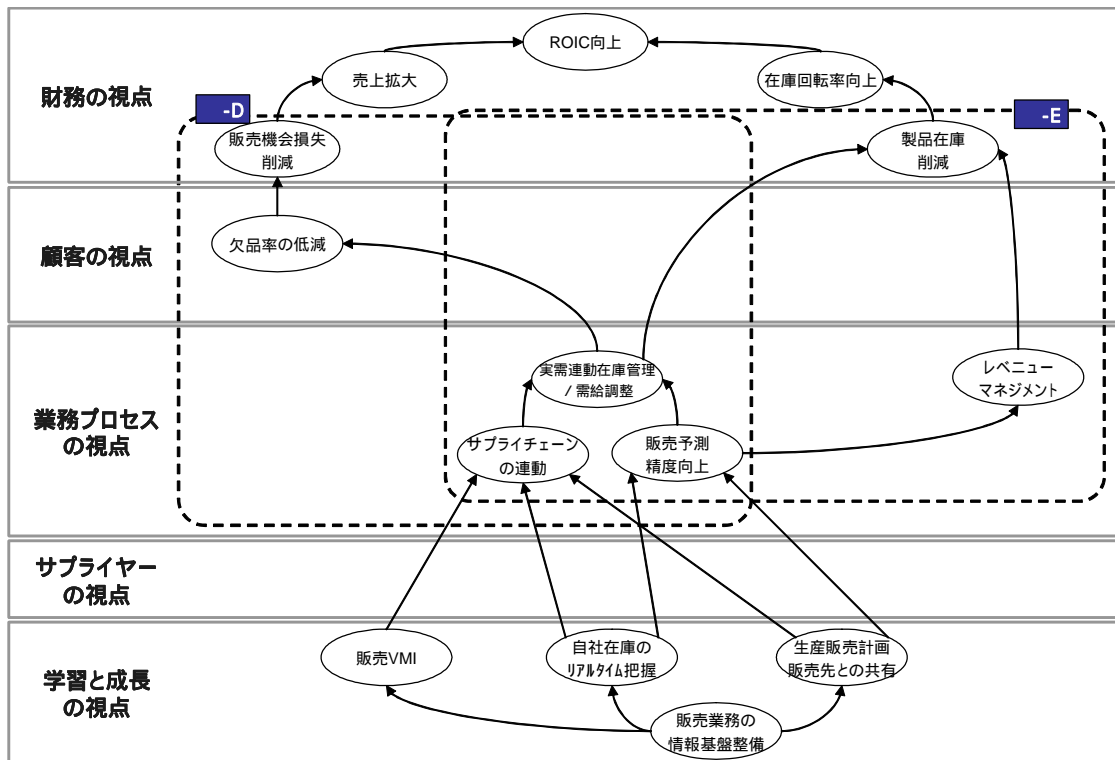 ROIC向上
売上拡大
在庫回転率向上
財務の視点
-D
-E
販売機会損失
削減
製品在庫
削減
顧客の視点
欠品率の低減
実需連動在庫管理
/ 需給調整
レベニュー
マネジメント
業務プロセス
の視点
サプライチェーン
の連動
販売予測
精度向上
サプライヤー
の視点
学習と成長
の視点
販売VMI
自社在庫の
リアルタイム把握
生産販売計画
販売先との共有
販売業務の
情報基盤整備